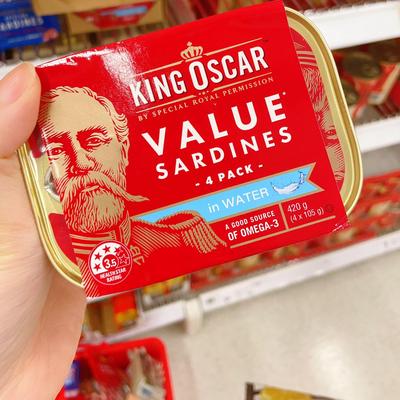 KING OSCAR
BY SPECIAL ROYAL PERMISSION
VALUE
SARDINES
- 4 PACK -
in WATER
A GOOD SOURCE
OF OMEGA-3
420 g
(4 x 105 g)
3.5
HEALTH STAR
RATING